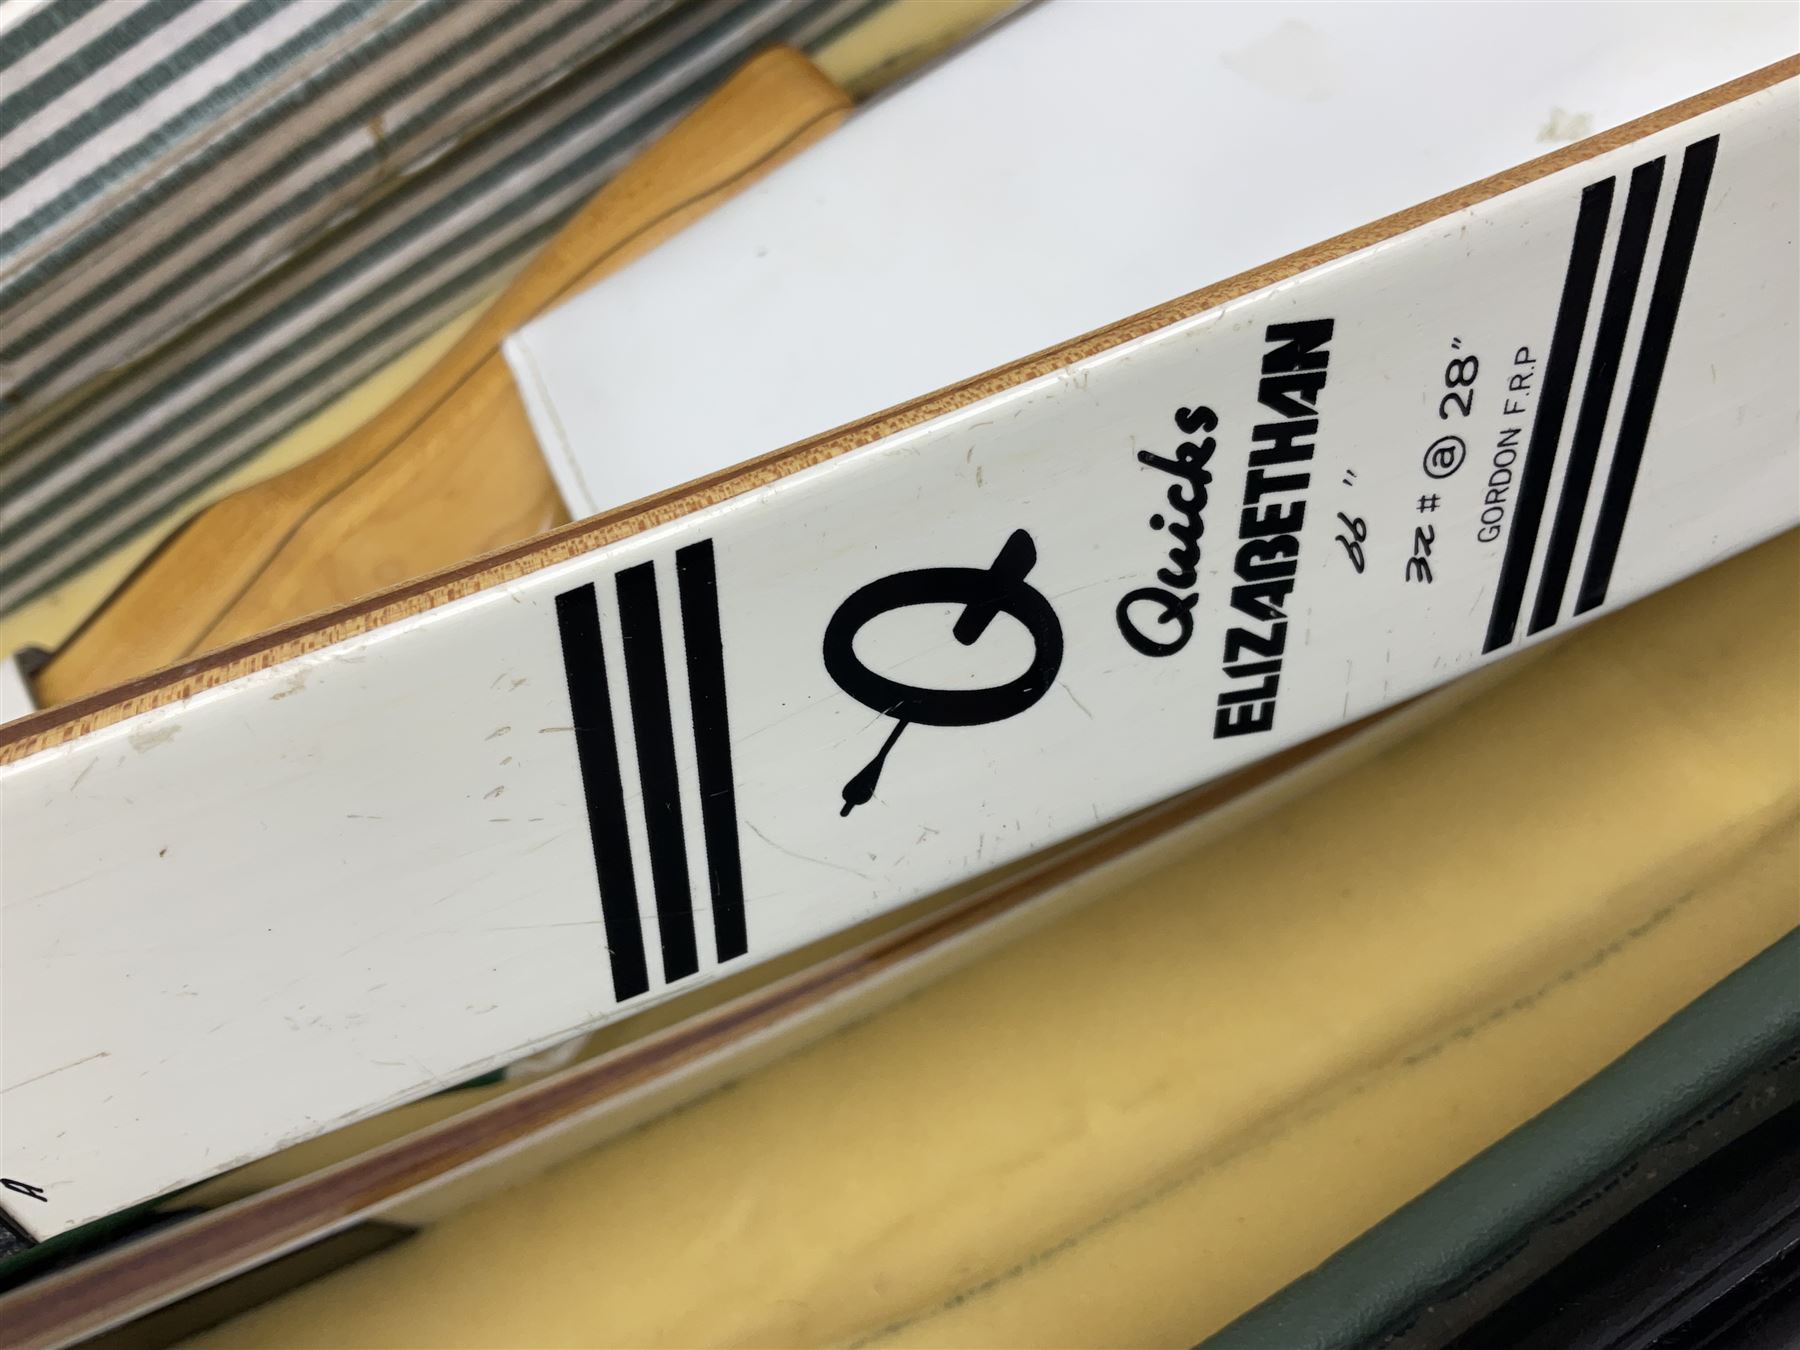 Q
Quicks
ELIZABETHAN
66"
32# @ 28"
GORDON F.R.P
A